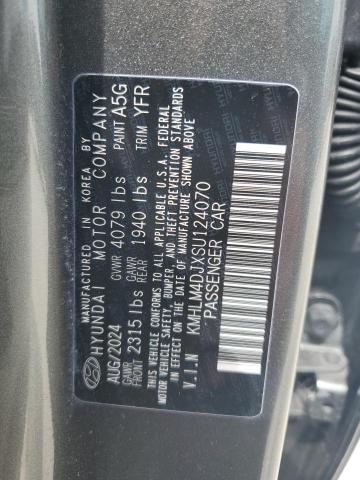 MANUFACTURED IN KOREA BY
HYUNDAI MOTOR COMPANY
AUG/2024 GVWR 4079 lbs PAINT A5G
GAWR FRONT 2315 lbs GAWR REAR 1940 lbs TRIM YFR
THIS VEHICLE CONFORMS TO ALL APPLICABLE U.S.A. FEDERAL
MOTOR VEHICLE SAFETY, BUMPER, AND THEFT PREVENTION STANDARDS
IN EFFECT ON THE DATE OF MANUFACTURE SHOWN ABOVE.
V.I.N KMHLM4DJXSU124070
PASSENGER CAR